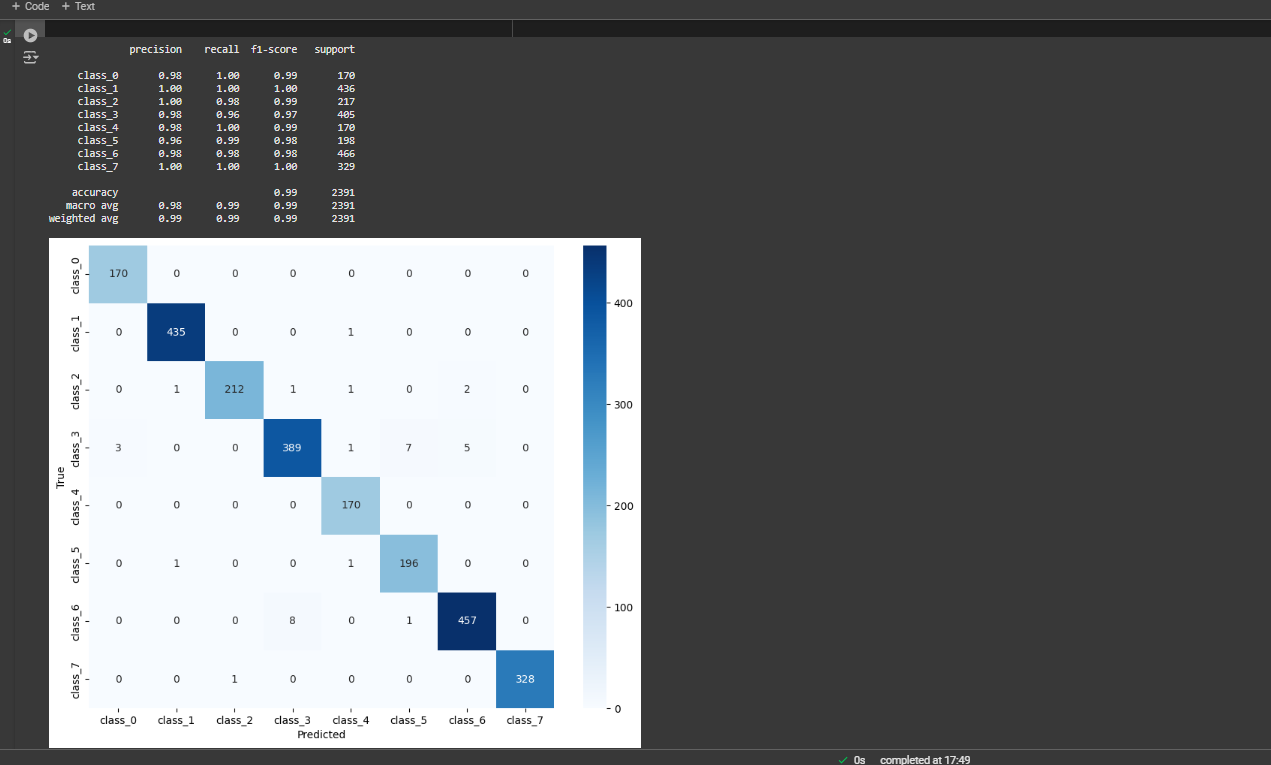 + Code + Text
0s
precision recall f1-score support
class_0 0.98 1.00 0.99 170
class_1 1.00 1.00 1.00 436
class_2 1.00 0.98 0.99 217
class_3 0.98 0.96 0.97 405
class_4 0.98 1.00 0.99 170
class_5 0.96 0.99 0.98 198
class_6 0.98 0.98 0.98 466
class_7 1.00 1.00 1.00 329
accuracy 0.99 2391
macro avg 0.98 0.99 0.99 2391
weighted avg 0.99 0.99 0.99 2391
class_0 170 0 0 0 0 0 0 0
400
class_1 0 435 0 0 1 0 0 0
class_2 0 1 212 1 1 0 2 0
300
class_3 3 0 0 389 1 7 5 0
True
class_4 0 0 0 0 170 0 0 0
200
class_5 0 1 0 0 1 196 0 0
100
class_6 0 0 0 8 0 1 457 0
class_7 0 0 1 0 0 0 0 328
0
class_0 class_1 class_2 class_3 class_4 class_5 class_6 class_7
Predicted
0s completed at 17:49